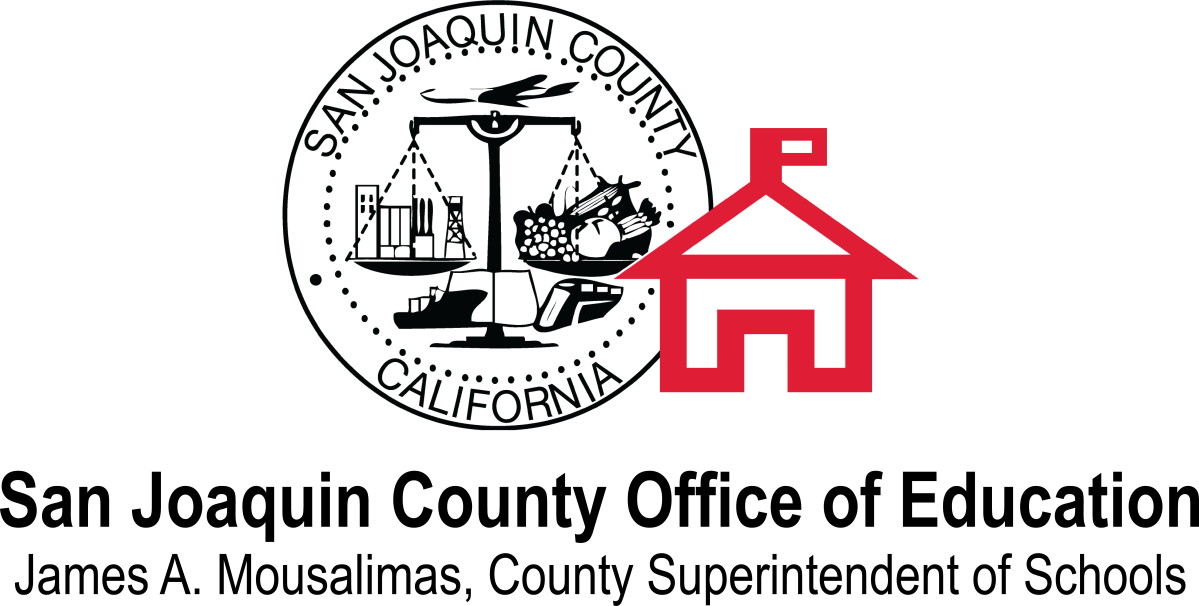 SAN JOAQUIN COUNTY
CALIFORNIA
San Joaquin County Office of Education
James A. Mousalimas, County Superintendent of Schools